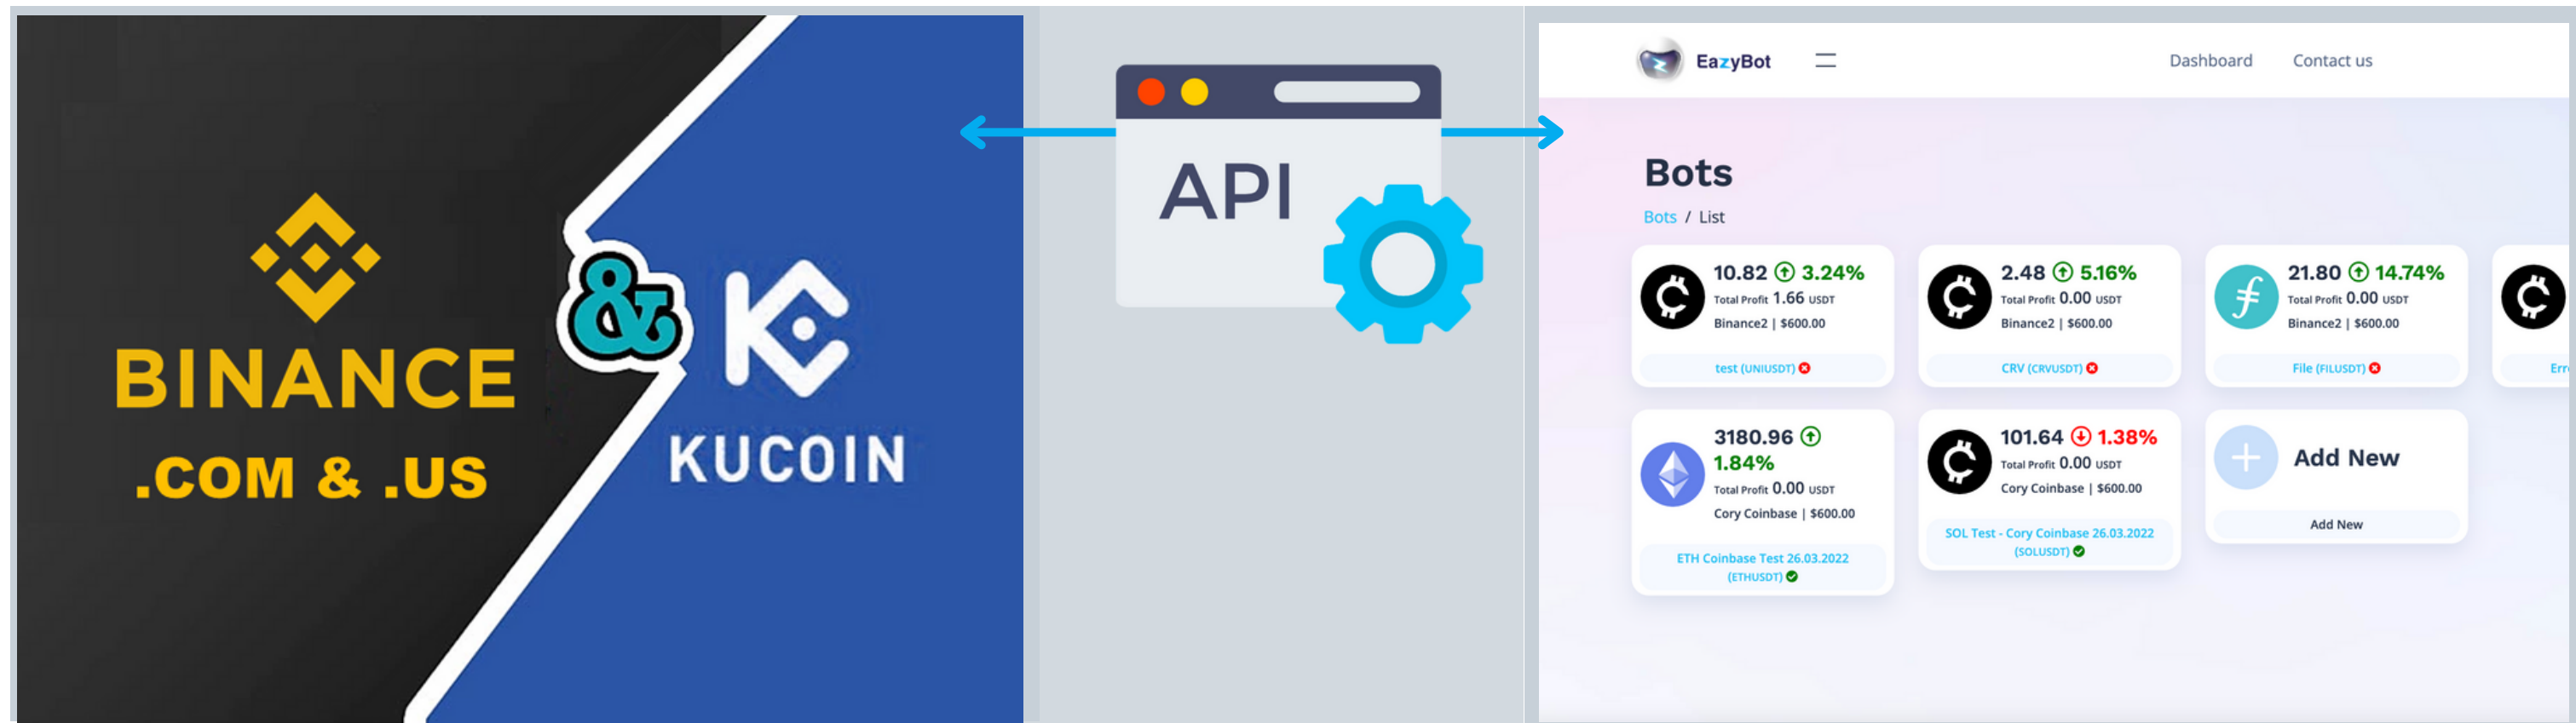 BINANCE
.COM & .US
&
KUCOIN
API
EazyBot
Dashboard Contact us
Bots
Bots / List
10.82 3.24%
Total Profit 1.66 USDT
Binance2 | $600.00
test (UNIUSDT)
2.48 5.16%
Total Profit 0.00 USDT
Binance2 | $600.00
CRV (CRVUSDT)
21.80 14.74%
Total Profit 0.00 USDT
Binance2 | $600.00
File (FILUSDT)
3180.96
1.84%
Total Profit 0.00 USDT
Cory Coinbase | $600.00
ETH Coinbase Test 26.03.2022
(ETHUSDT)
101.64 1.38%
Total Profit 0.00 USDT
Cory Coinbase | $600.00
SOL Test - Cory Coinbase 26.03.2022
(SOLUSDT)
Add New
Add New